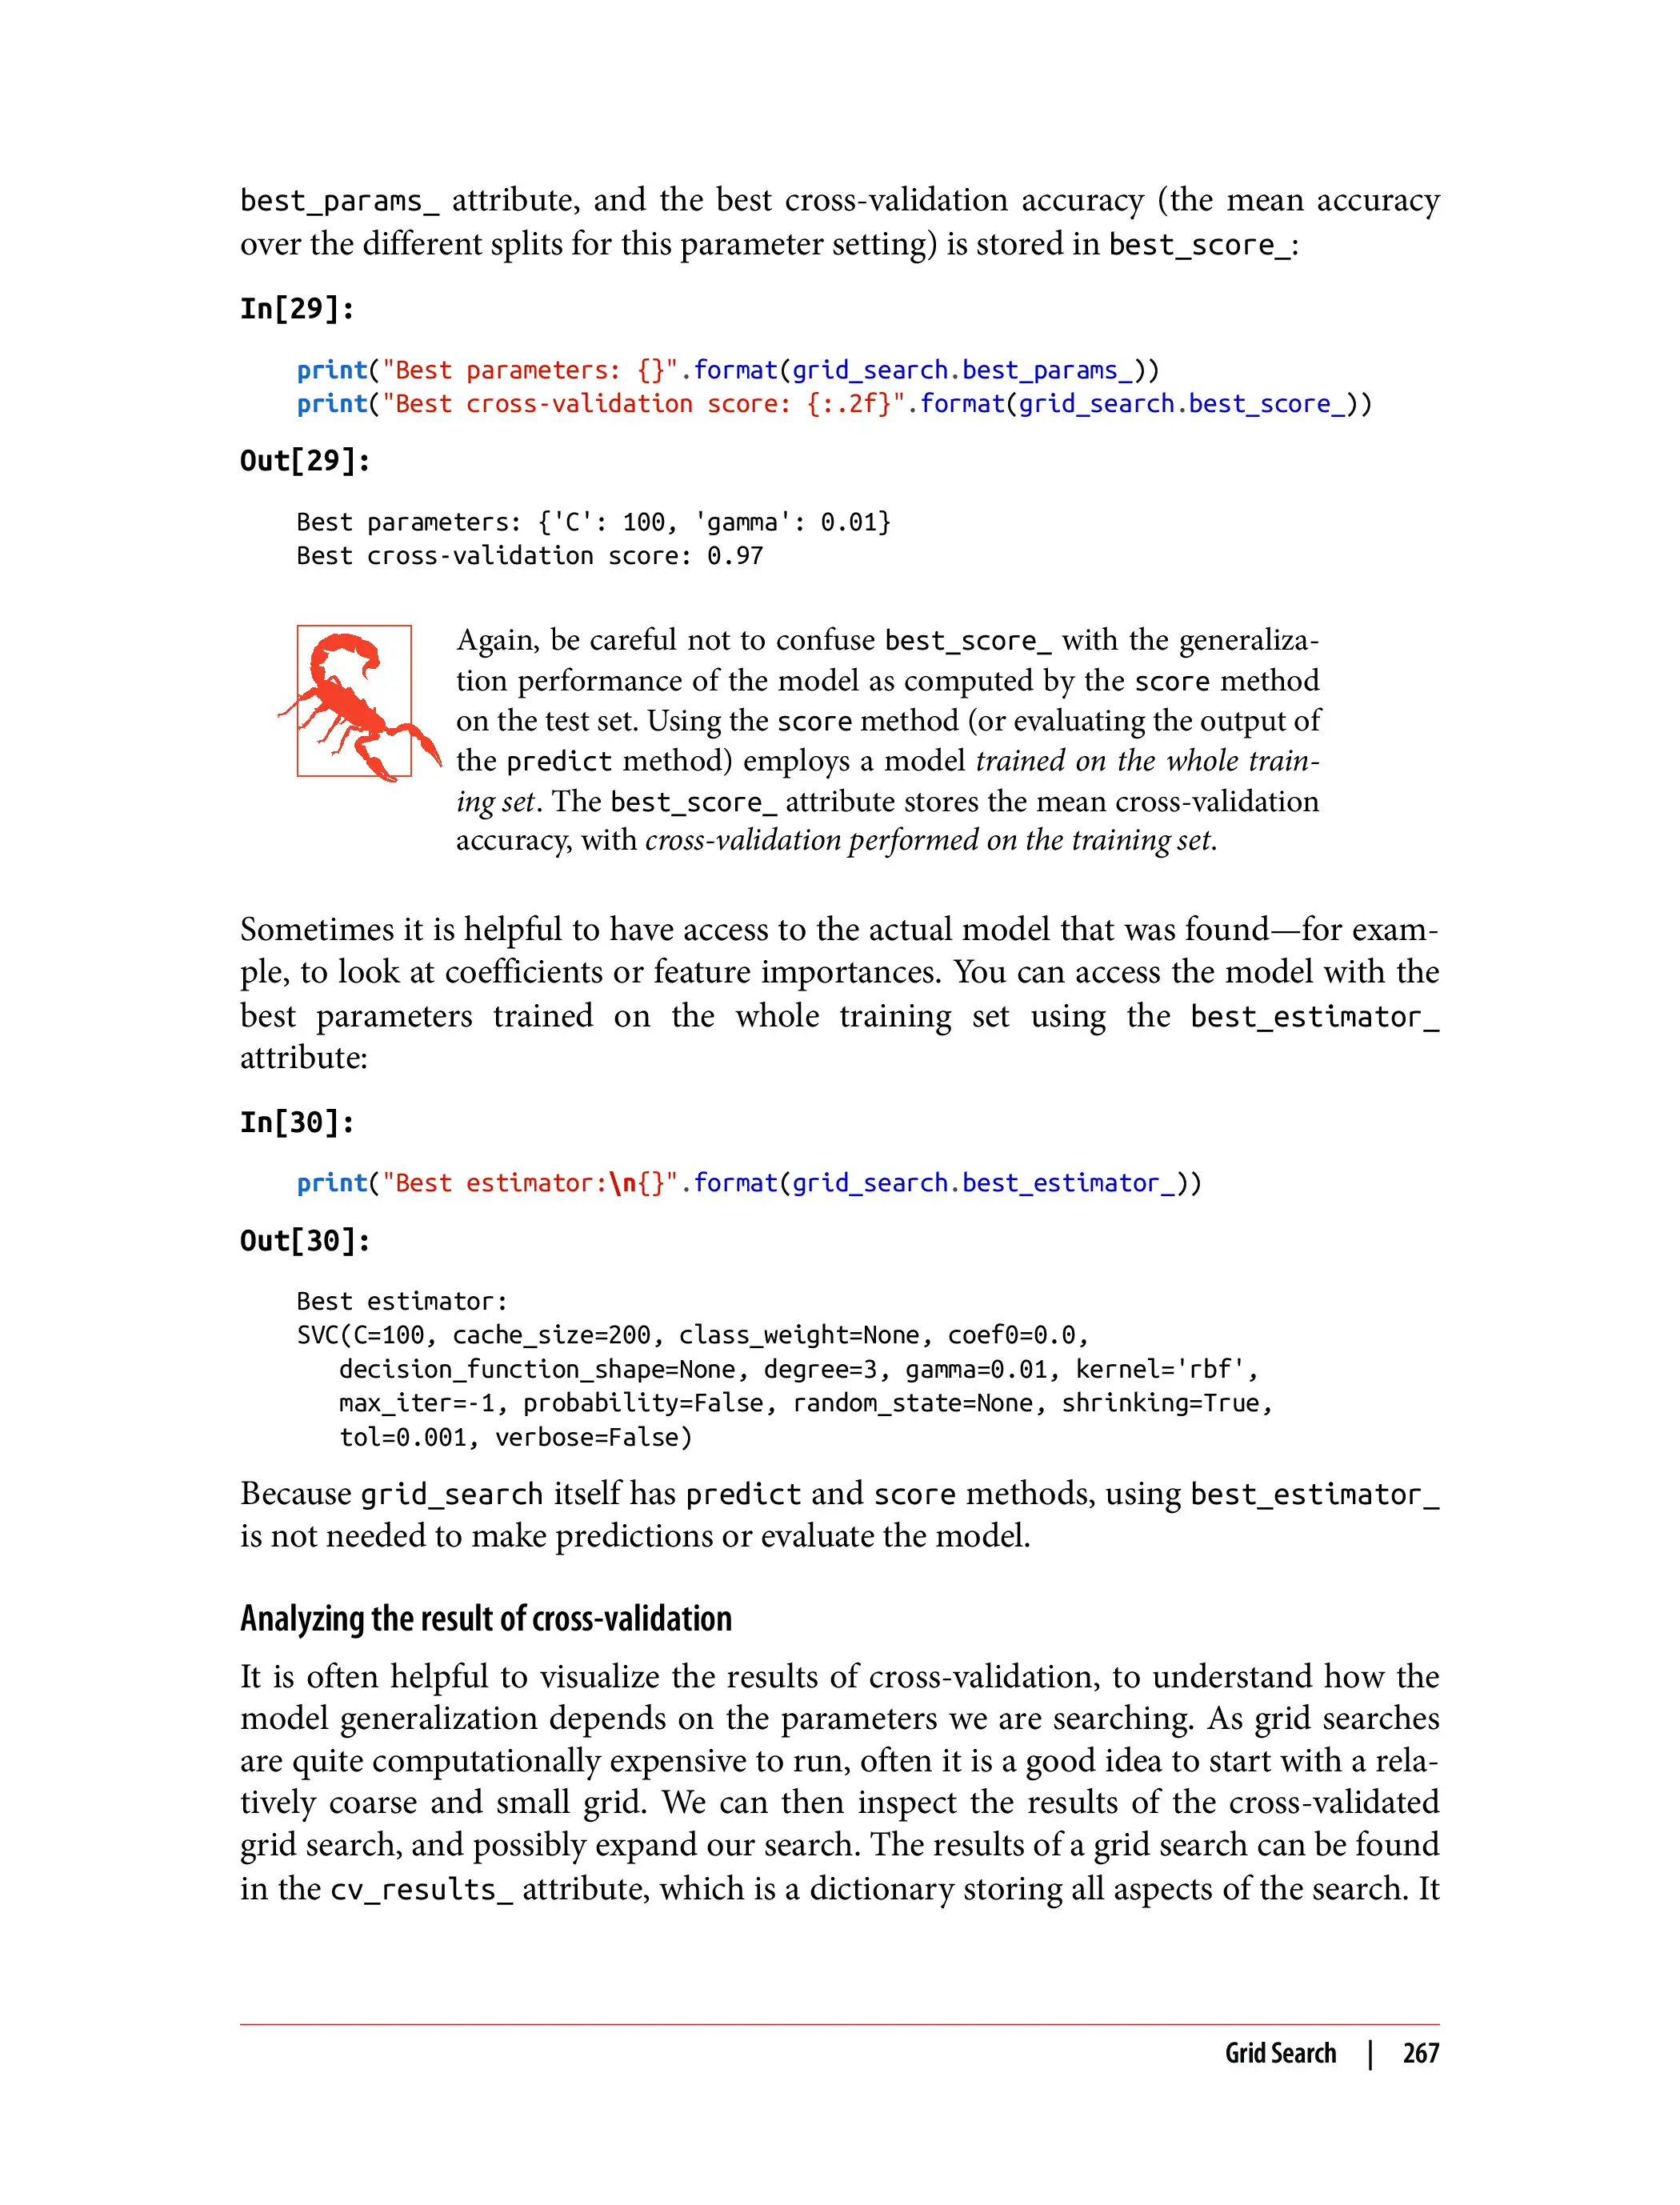 best_params_ attribute, and the best cross-validation accuracy (the mean accuracy
over the different splits for this parameter setting) is stored in best_score_:
In[29]:
print("Best parameters: {}".format(grid_search.best_params_))
print("Best cross-validation score: {:.2f}".format(grid_search.best_score_))
Out[29]:
Best parameters: {'C': 100, 'gamma': 0.01}
Best cross-validation score: 0.97
Again, be careful not to confuse best_score_ with the generaliza-
tion performance of the model as computed by the score method
on the test set. Using the score method (or evaluating the output of
the predict method) employs a model trained on the whole train-
ing set. The best_score_ attribute stores the mean cross-validation
accuracy, with cross-validation performed on the training set.
Sometimes it is helpful to have access to the actual model that was found—for exam-
ple, to look at coefficients or feature importances. You can access the model with the
best parameters trained on the whole training set using the best_estimator_
attribute:
In[30]:
print("Best estimator:\n{}".format(grid_search.best_estimator_))
Out[30]:
Best estimator:
SVC(C=100, cache_size=200, class_weight=None, coef0=0.0,
decision_function_shape=None, degree=3, gamma=0.01, kernel='rbf',
max_iter=-1, probability=False, random_state=None, shrinking=True,
tol=0.001, verbose=False)
Because grid_search itself has predict and score methods, using best_estimator_
is not needed to make predictions or evaluate the model.
Analyzing the result of cross-validation
It is often helpful to visualize the results of cross-validation, to understand how the
model generalization depends on the parameters we are searching. As grid searches
are quite computationally expensive to run, often it is a good idea to start with a rela-
tively coarse and small grid. We can then inspect the results of the cross-validated
grid search, and possibly expand our search. The results of a grid search can be found
in the cv_results_ attribute, which is a dictionary storing all aspects of the search. It
Grid Search | 267